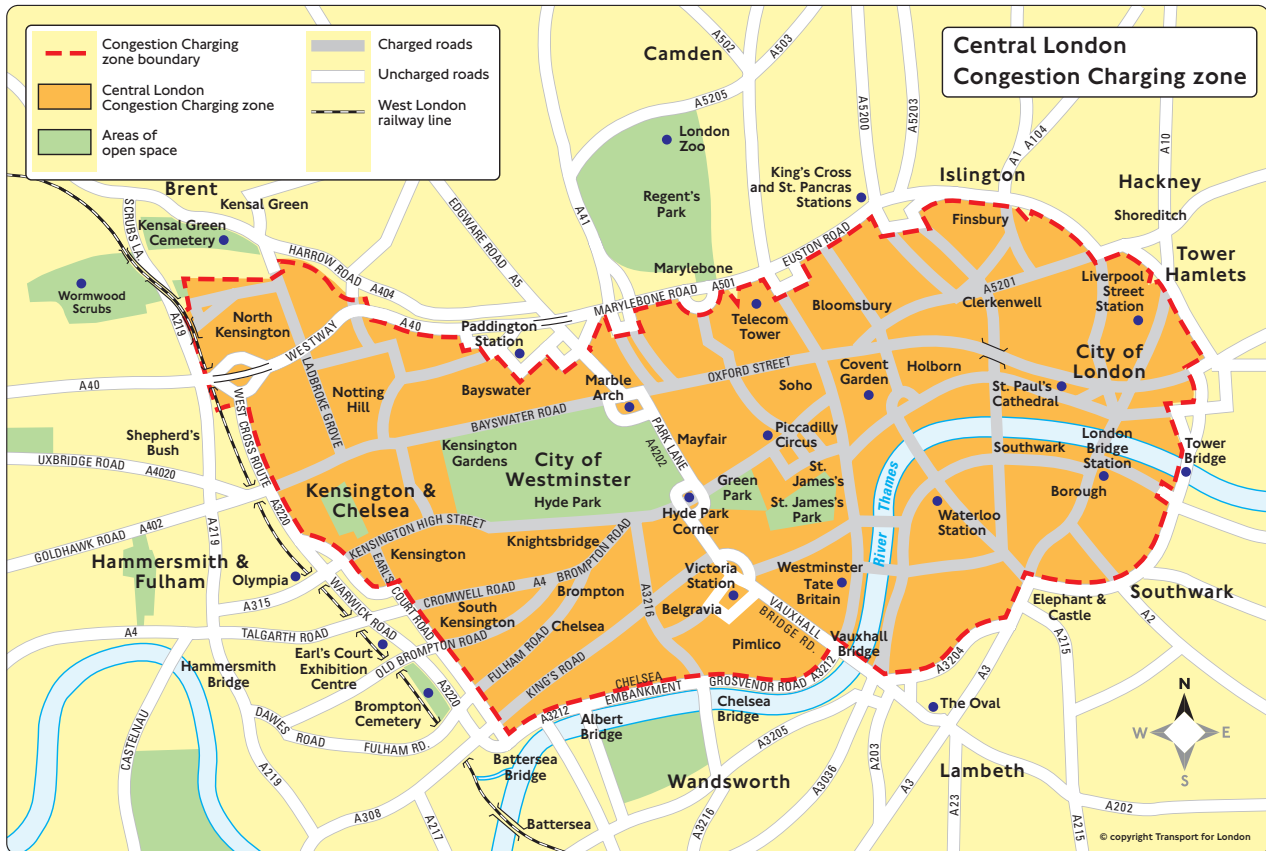 Congestion Charging
zone boundary
Central London
Congestion Charging zone
Areas of
open space
Charged roads
Uncharged roads
West London
railway line
Central London
Congestion Charging zone
Camden
A502
A503
A5205
A5200
A5203
A1
A104
A10
London
Zoo
Regent's
Park
A41
King's Cross
and St. Pancras
Stations
Islington
Hackney
Shoreditch
Finsbury
Tower
Hamlets
Brent
Kensal Green
Kensal Green
Cemetery
SCRUBS LA.
HARROW ROAD
A404
EDGWARE ROAD
A5
Wormwood
Scrubs
A219
North
Kensington
WESTWAY
A40
Paddington
Station
MARYLEBONE ROAD
A501
Marylebone
EUSTON ROAD
Telecom
Tower
Bloomsbury
A5201
Clerkenwell
Liverpool
Street
Station
City of
London
A40
LADBROKE GROVE
Notting
Hill
Bayswater
Marble
Arch
OXFORD STREET
Soho
Covent
Garden
Holborn
St. Paul's
Cathedral
WEST CROSS ROUTE
BAYSWATER ROAD
PARK LANE
A4202
Mayfair
Piccadilly
Circus
Shepherd's
Bush
UXBRIDGE ROAD
A4020
Kensington
Gardens
City of
Westminster
Hyde Park
Green
Park
St.
James's
St. James's
Park
River Thames
Southwark
London
Bridge
Station
Borough
Tower
Bridge
Kensington &
Chelsea
A3220
Hyde Park
Corner
Waterloo
Station
GOLDHAWK ROAD
A402
A219
KENSINGTON HIGH STREET
Kensington
Knightsbridge
Hammersmith &
Fulham
Olympia
EARL'S COURT ROAD
CROMWELL ROAD
A4
BROMPTON ROAD
Brompton
A3216
Victoria
Station
Belgravia
Westminster
Tate
Britain
Elephant &
Castle
Southwark
A2
A315
WARWICK ROAD
South
Kensington
Chelsea
VAUXHALL
BRIDGE RD.
Vauxhall
Bridge
A4
TALGARTH ROAD
OLD BROMPTON ROAD
FULHAM ROAD
KING'S ROAD
Pimlico
A3204
A3
A215
Hammersmith
Bridge
Earl's Court
Exhibition
Centre
CHELSEA
EMBANKMENT
GROSVENOR ROAD
A3212
Brompton
Cemetery
A3220
A3212
Albert
Bridge
Chelsea
Bridge
The Oval
CASTELNAU
DAWES ROAD
FULHAM RD.
A219
Battersea
Bridge
A3205
A203
A3036
A3
Wandsworth
Lambeth
N
W
E
S
A308
A217
Battersea
A3216
A23
A202
A215
© copyright Transport for London